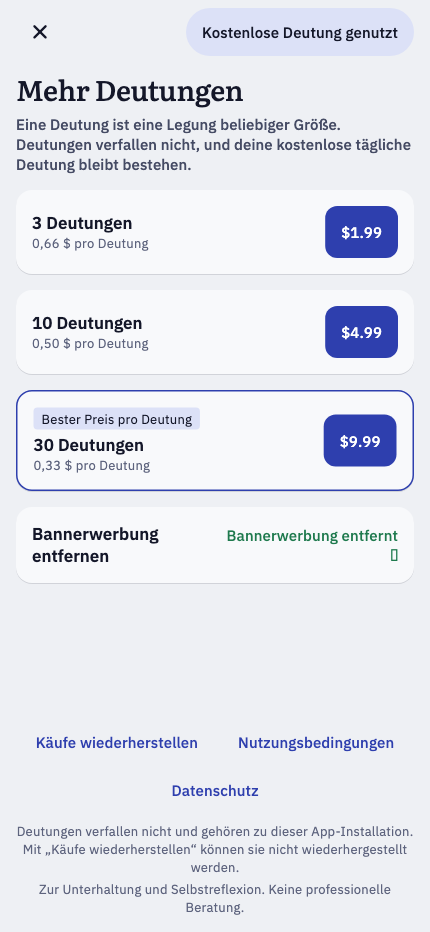 Kostenlose Deutung genutzt
Mehr Deutungen
Eine Deutung ist eine Legung beliebiger Größe.
Deutungen verfallen nicht, und deine kostenlose tägliche
Deutung bleibt bestehen.
3 Deutungen
0,66 $ pro Deutung
$1.99
10 Deutungen
0,50 $ pro Deutung
$4.99
Bester Preis pro Deutung
30 Deutungen
0,33 $ pro Deutung
$9.99
Bannerwerbung
entfernen
Bannerwerbung entfernt
Käufe wiederherstellen
Nutzungsbedingungen
Datenschutz
Deutungen verfallen nicht und gehören zu dieser App-Installation.
Mit „Käufe wiederherstellen“ können sie nicht wiederhergestellt
werden.
Zur Unterhaltung und Selbstreflexion. Keine professionelle
Beratung.